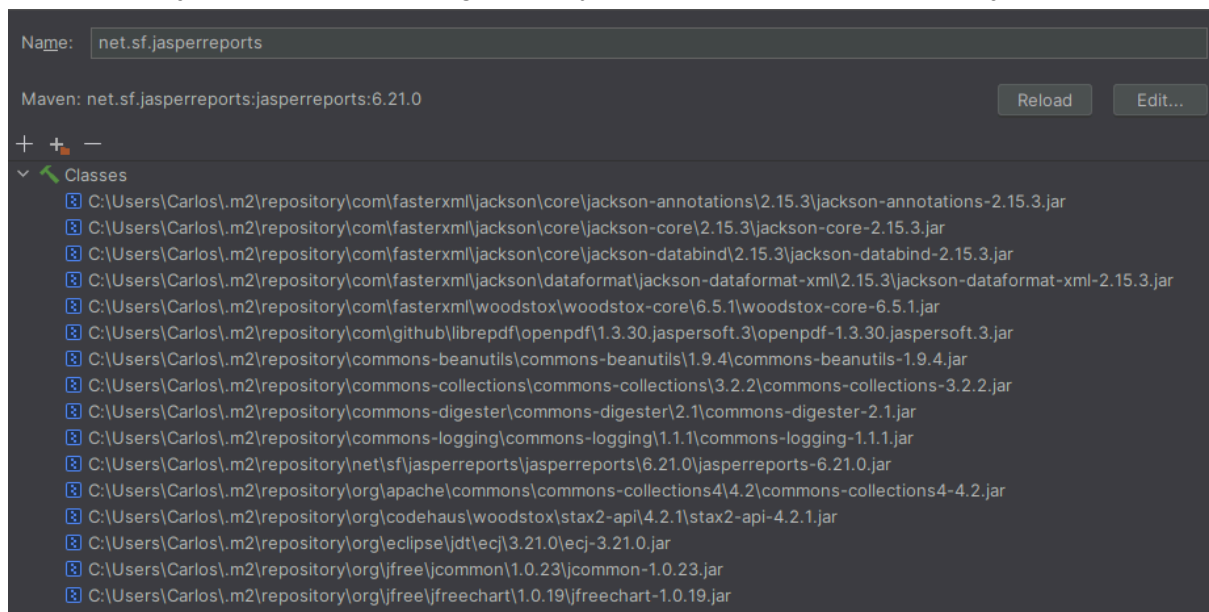 Name: net.sf.jasperreports
Maven: net.sf.jasperreports:jasperreports:6.21.0
Reload Edit...
Classes
C:\Users\Carlos\.m2\repository\com\fasterxml\jackson\core\jackson-annotations\2.15.3\jackson-annotations-2.15.3.jar
C:\Users\Carlos\.m2\repository\com\fasterxml\jackson\core\jackson-core\2.15.3\jackson-core-2.15.3.jar
C:\Users\Carlos\.m2\repository\com\fasterxml\jackson\core\jackson-databind\2.15.3\jackson-databind-2.15.3.jar
C:\Users\Carlos\.m2\repository\com\fasterxml\jackson\dataformat\jackson-dataformat-xml\2.15.3\jackson-dataformat-xml-2.15.3.jar
C:\Users\Carlos\.m2\repository\com\fasterxml\woodstox\woodstox-core\6.5.1\woodstox-core-6.5.1.jar
C:\Users\Carlos\.m2\repository\com\github\librepdf\openpdf\1.3.30.jaspersoft.3\openpdf-1.3.30.jaspersoft.3.jar
C:\Users\Carlos\.m2\repository\commons-beanutils\commons-beanutils\1.9.4\commons-beanutils-1.9.4.jar
C:\Users\Carlos\.m2\repository\commons-collections\commons-collections\3.2.2\commons-collections-3.2.2.jar
C:\Users\Carlos\.m2\repository\commons-digester\commons-digester\2.1\commons-digester-2.1.jar
C:\Users\Carlos\.m2\repository\commons-logging\commons-logging\1.1.1\commons-logging-1.1.1.jar
C:\Users\Carlos\.m2\repository\net\sf\jasperreports\jasperreports\6.21.0\jasperreports-6.21.0.jar
C:\Users\Carlos\.m2\repository\org\apache\commons\commons-collections4\4.2\commons-collections4-4.2.jar
C:\Users\Carlos\.m2\repository\org\codehaus\woodstox\stax2-api\4.2.1\stax2-api-4.2.1.jar
C:\Users\Carlos\.m2\repository\org\eclipse\jdt\ecj\3.21.0\ecj-3.21.0.jar
C:\Users\Carlos\.m2\repository\org\jfree\jcommon\1.0.23\jcommon-1.0.23.jar
C:\Users\Carlos\.m2\repository\org\jfree\jfreechart\1.0.19\jfreechart-1.0.19.jar